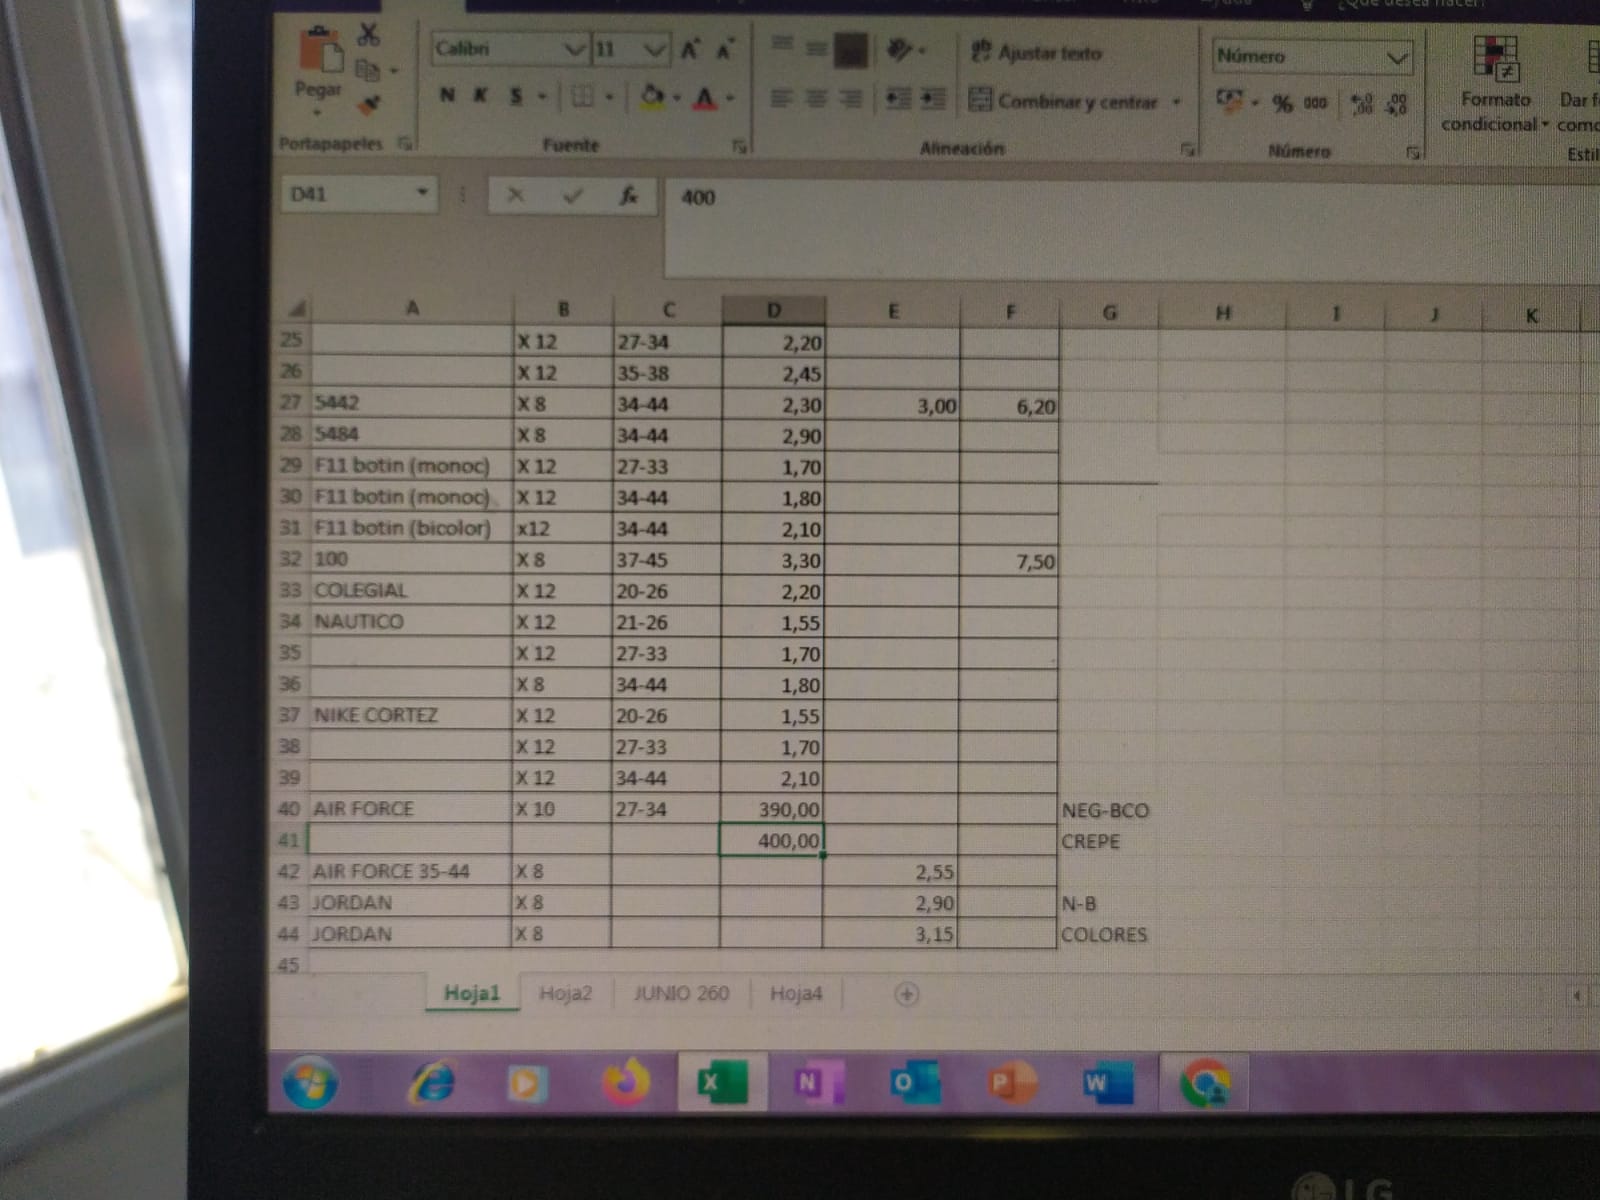 ¿Qué desea hacer?
Pegar
Portapapeles
Calibri 11
N K S
Fuente
Ajustar texto
Combinar y centrar
Alineación
Número
% 000
Número
Formato
condicional
Dar f
como
Estil
D41 fx 400
A B C D E F G H I J K
25 X 12 27-34 2,20
26 X 12 35-38 2,45
27 5442 X 8 34-44 2,30 3,00 6,20
28 5484 X 8 34-44 2,90
29 F11 botin (monoc) X 12 27-33 1,70
30 F11 botin (monoc) X 12 34-44 1,80
31 F11 botin (bicolor) x12 34-44 2,10
32 100 X 8 37-45 3,30 7,50
33 COLEGIAL X 12 20-26 2,20
34 NAUTICO X 12 21-26 1,55
35 X 12 27-33 1,70
36 X 8 34-44 1,80
37 NIKE CORTEZ X 12 20-26 1,55
38 X 12 27-33 1,70
39 X 12 34-44 2,10
40 AIR FORCE X 10 27-34 390,00 NEG-BCO
41 400,00 CREPE
42 AIR FORCE 35-44 X 8 2,55
43 JORDAN X 8 2,90 N-B
44 JORDAN X 8 3,15 COLORES
45
Hoja1 Hoja2 JUNIO 260 Hoja4
X N O P W
LG